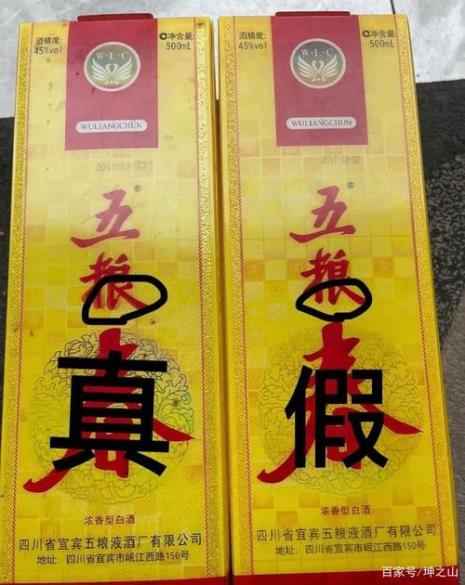 酒精度:
45%vol
W·L·C
℮净含量:
500mL
WULIANGCHUN
2017/12/03
五粮®
真
浓香型白酒
四川省宜宾五粮液酒厂有限公司
地址: 四川省宜宾市岷江西路150号
酒精度:
45%vol
W·L·C
℮净含量:
500mL
WULIANGCHUN
五粮®
春
假
浓香型白酒
四川省宜宾五粮液酒厂有限公司
地址: 四川省宜宾市岷江西路150号
百家号/坤之山